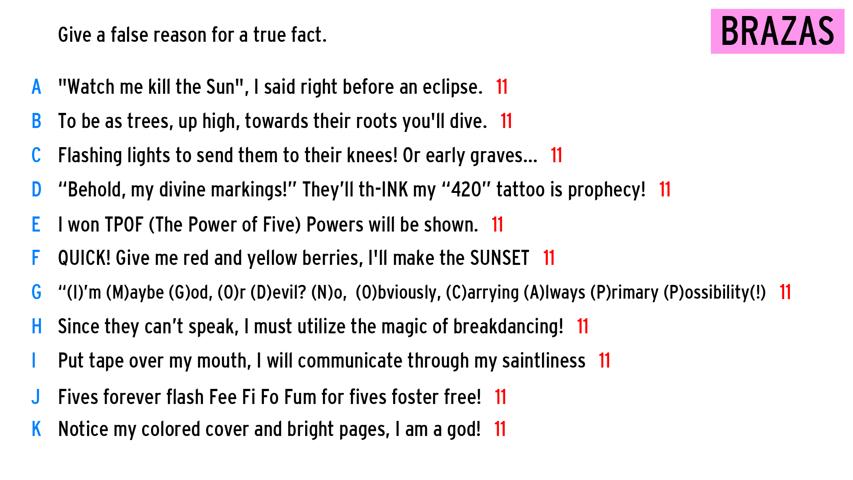 Give a false reason for a true fact.
BRAZAS
A "Watch me kill the Sun", I said right before an eclipse. 11
B To be as trees, up high, towards their roots you'll dive. 11
C Flashing lights to send them to their knees! Or early graves... 11
D “Behold, my divine markings!” They’ll th-INK my “420” tattoo is prophecy! 11
E I won TPOF (The Power of Five) Powers will be shown. 11
F QUICK! Give me red and yellow berries, I'll make the SUNSET 11
G “(I)’m (M)aybe (G)od, (O)r (D)evil? (N)o, (O)bviously, (C)arrying (A)lways (P)rimary (P)ossibility(!) 11
H Since they can’t speak, I must utilize the magic of breakdancing! 11
I Put tape over my mouth, I will communicate through my saintliness 11
J Fives forever flash Fee Fi Fo Fum for fives foster free! 11
K Notice my colored cover and bright pages, I am a god! 11